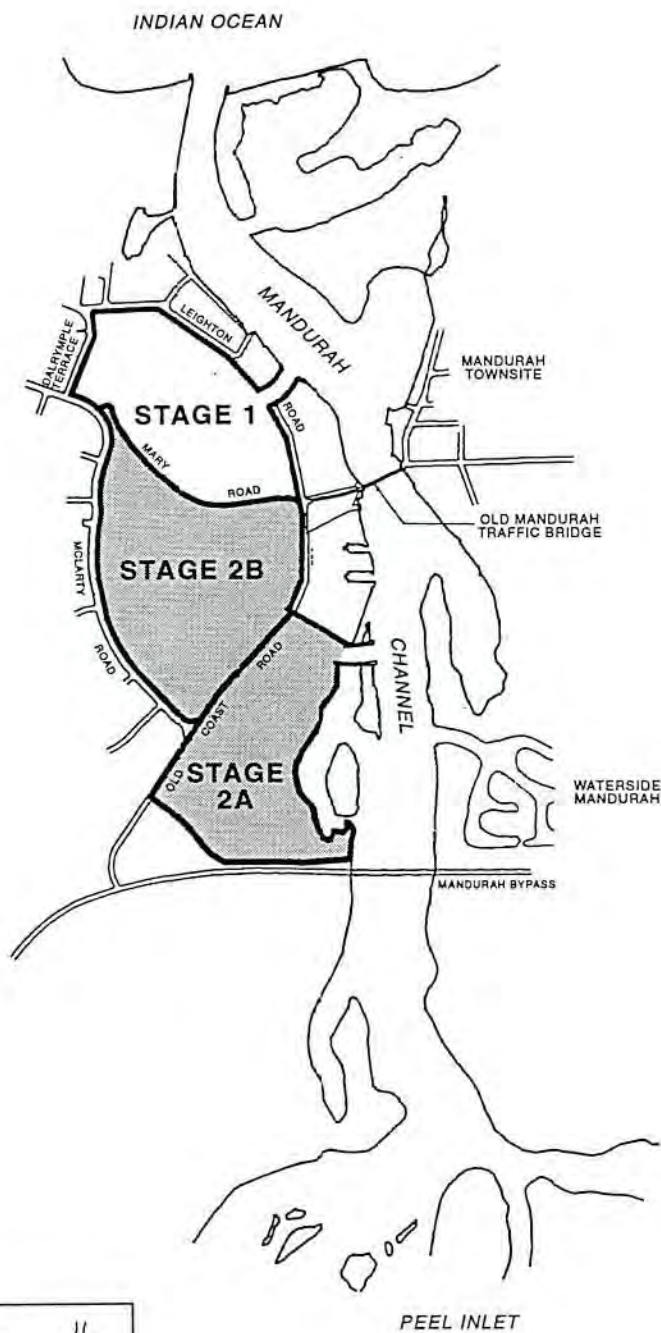 INDIAN OCEAN
MANDURAH
LEIGHTON
DALRYMPLE
TERRACE
MANDURAH
TOWNSITE
STAGE 1
ROAD
MARY
ROAD
OLD MANDURAH
TRAFFIC BRIDGE
STAGE 2B
MCLARTY
ROAD
CHANNEL
ROAD
COAST
OLD
STAGE
2A
WATERSIDE
MANDURAH
MANDURAH BYPASS
PEEL INLET